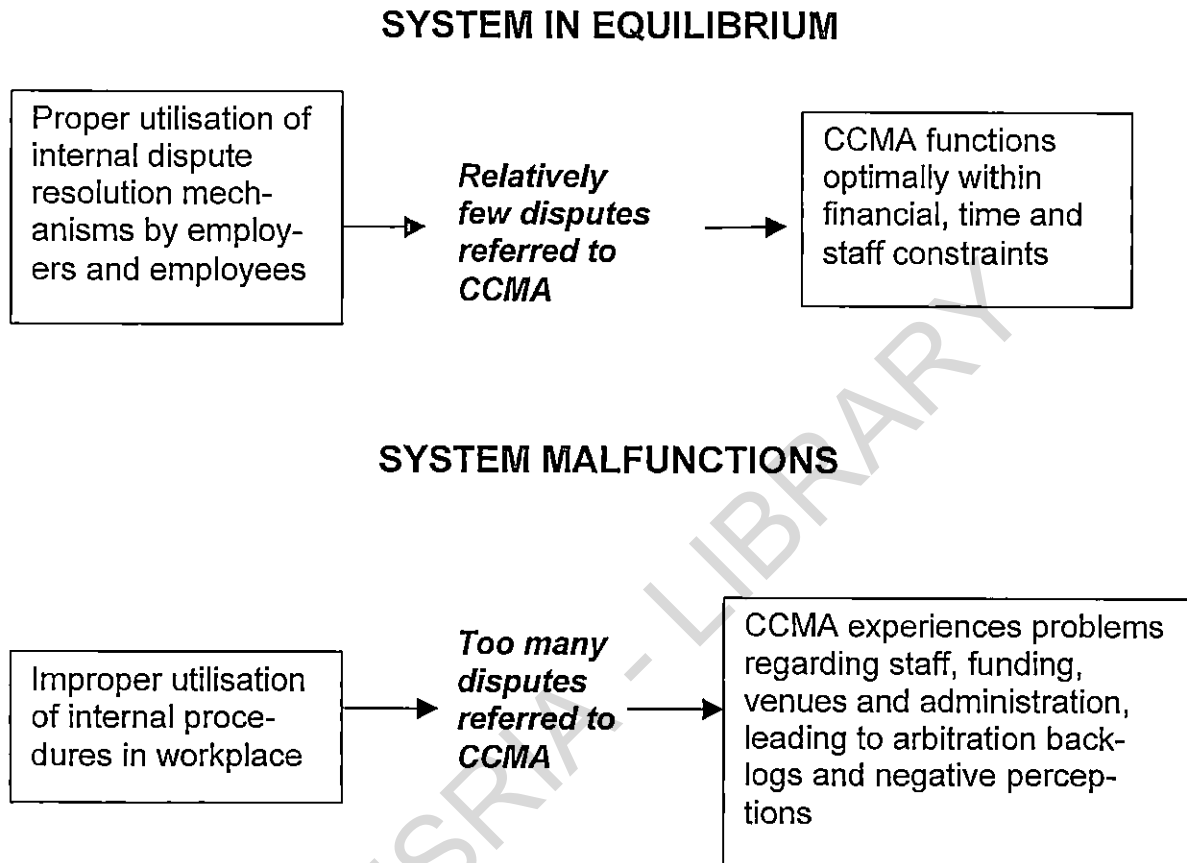 SYSTEM IN EQUILIBRIUM
Proper utilisation of
internal dispute
resolution mech-
anisms by employ-
ers and employees
Relatively
few disputes
referred to
CCMA
CCMA functions
optimally within
financial, time and
staff constraints
SYSTEM MALFUNCTIONS
Improper utilisation
of internal proce-
dures in workplace
Too many
disputes
referred to
CCMA
CCMA experiences problems
regarding staff, funding,
venues and administration,
leading to arbitration back-
logs and negative percep-
tions
SRIA - LIBRARY